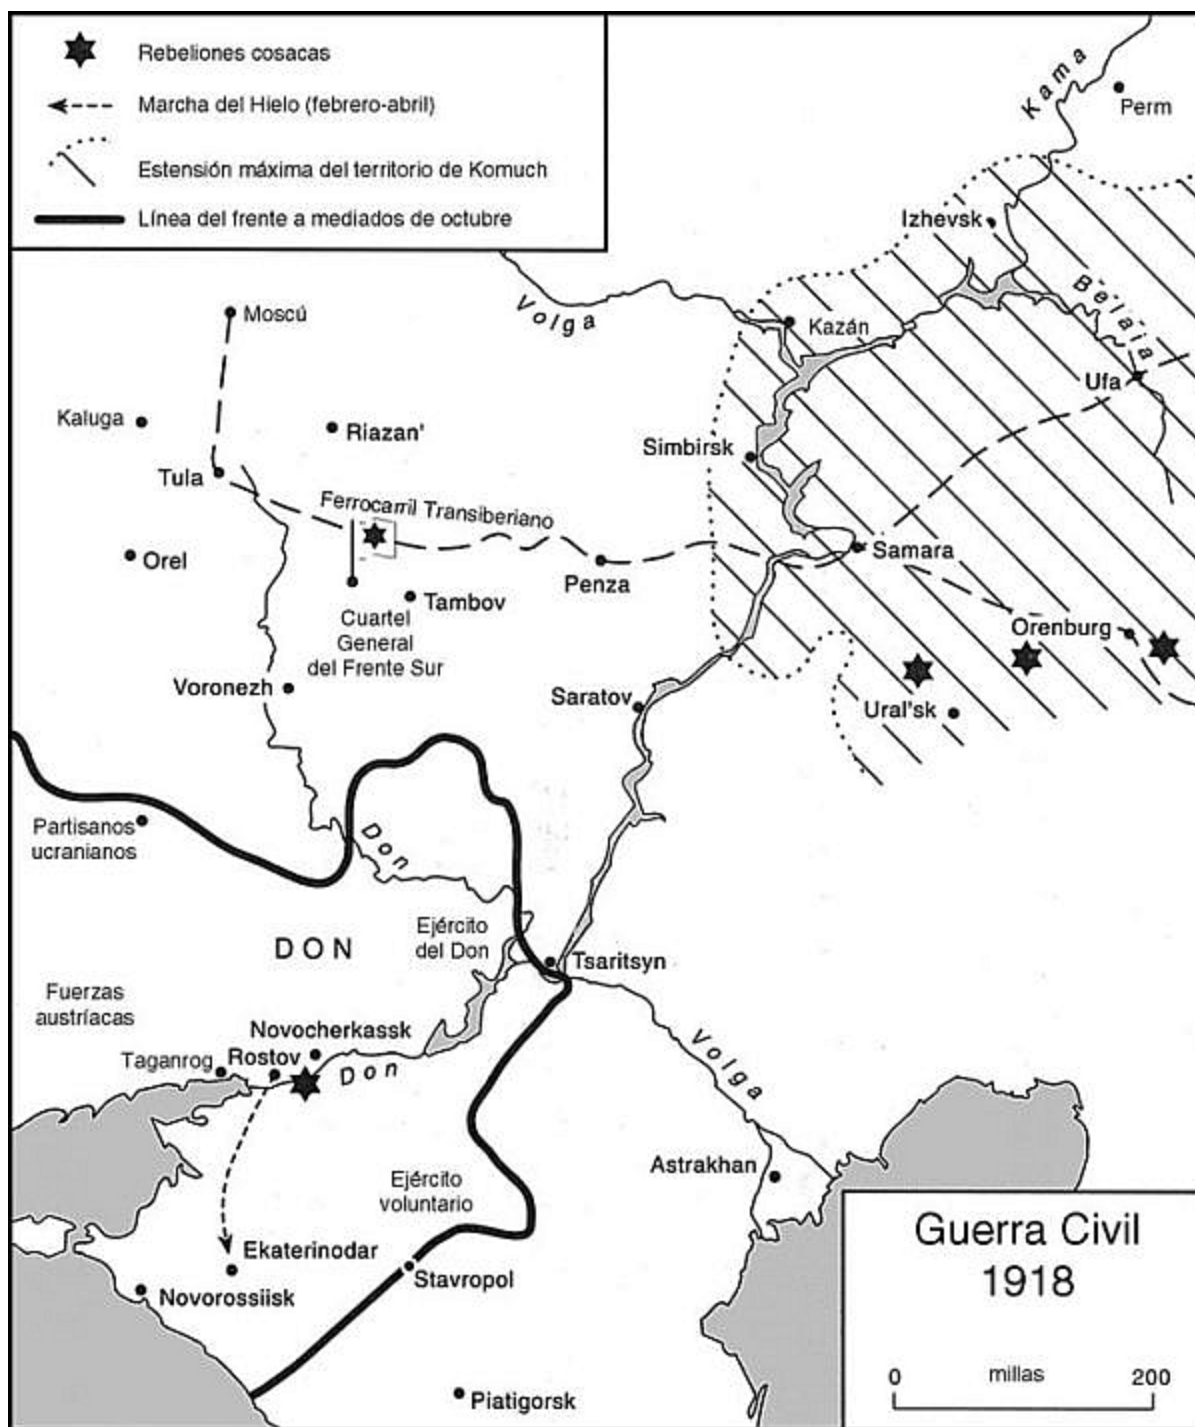 Rebeliones cosacas
Marcha del Hielo (febrero-abril)
Estensión máxima del territorio de Komuch
Línea del frente a mediados de octubre
Kama
Perm
Izhevsk
Belaia
Volga
Moscú
Kazán
Ufa
Kaluga
Riazan'
Simbirsk
Tula
Ferrocarril Transiberiano
Orel
Samara
Penza
Tambov
Cuartel
General
del Frente Sur
Orenburg
Voronezh
Saratov
Ural'sk
Partisanos
ucranianos
Don
Ejército
del Don
DON
Tsaritsyn
Fuerzas
austríacas
Novocherkassk
Taganrog
Rostov
Don
Volga
Astrakhan
Ejército
voluntario
Ekaterinodar
Stavropol
Novorossiisk
Piatigorsk
Guerra Civil
1918
0 millas 200